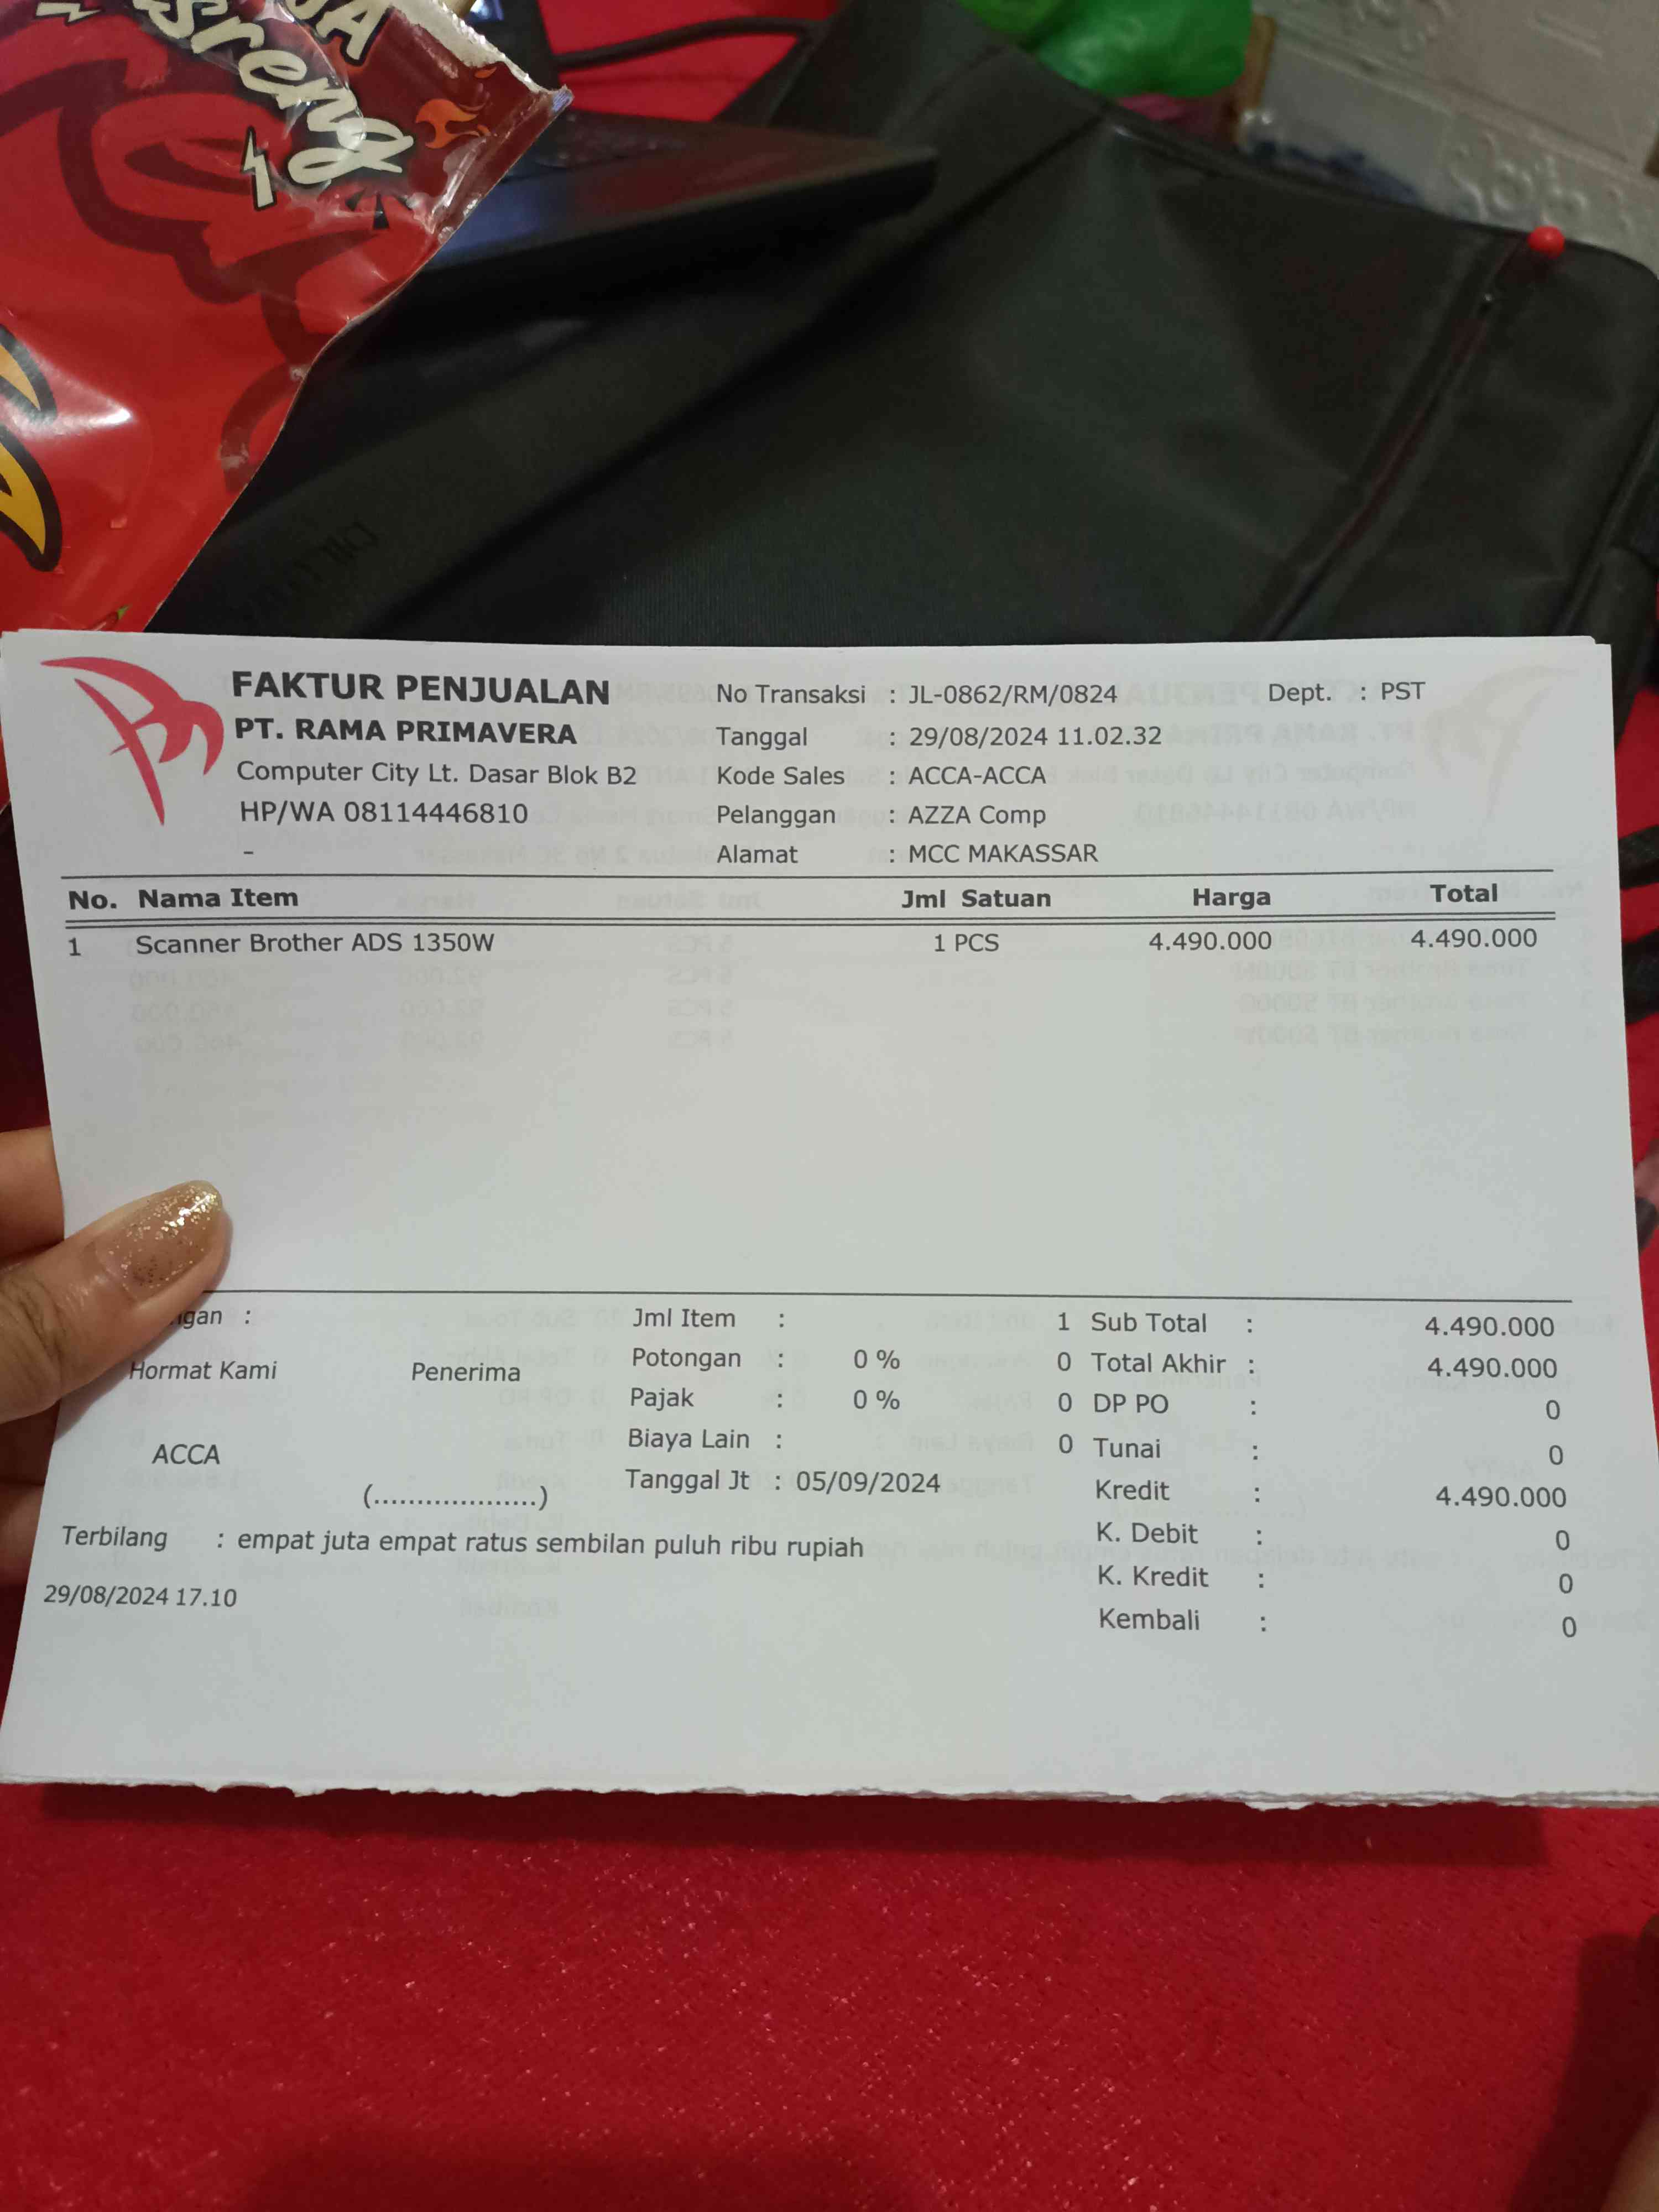 sreng
FAKTUR PENJUALAN
PT. RAMA PRIMAVERA
Computer City Lt. Dasar Blok B2
HP/WA 08114446810
-
No Transaksi : JL-0862/RM/0824 Dept. : PST
Tanggal : 29/08/2024 11.02.32
Kode Sales : ACCA-ACCA
Pelanggan : AZZA Comp
Alamat : MCC MAKASSAR
No. Nama Item Jml Satuan Harga Total
1 Scanner Brother ADS 1350W 1 PCS 4.490.000 4.490.000
Jml Item : 1 Sub Total : 4.490.000
Potongan : 0 % 0 Total Akhir : 4.490.000
Hormat Kami Penerima
Pajak : 0 % 0 DP PO : 0
Biaya Lain : 0 Tunai : 0
ACCA
Tanggal Jt : 05/09/2024 Kredit : 4.490.000
(...................)
K. Debit : 0
Terbilang : empat juta empat ratus sembilan puluh ribu rupiah
K. Kredit : 0
29/08/2024 17.10
Kembali : 0